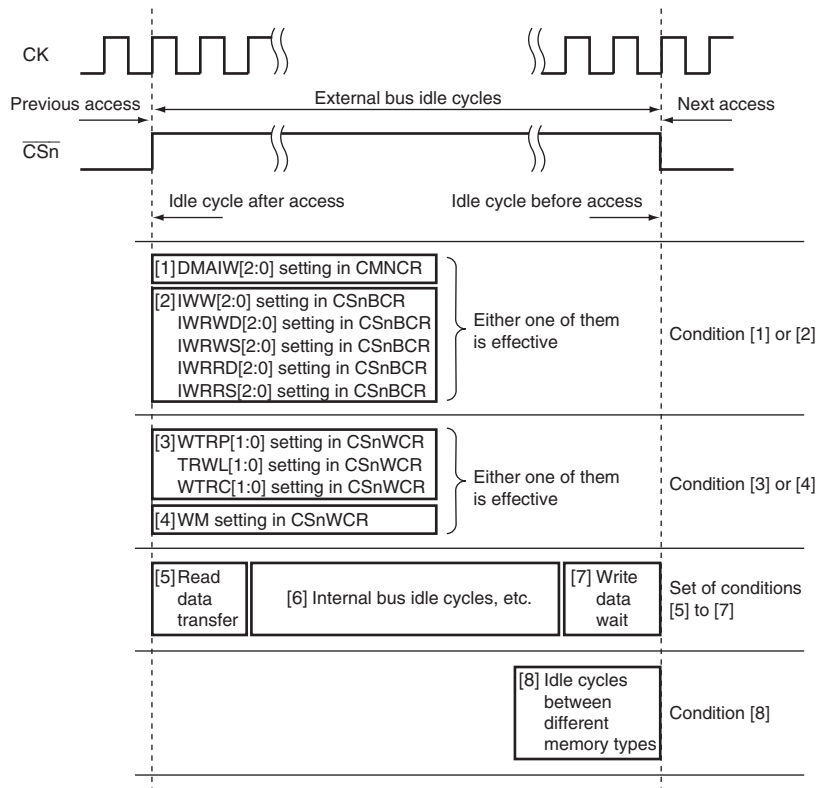 CK
External bus idle cycles
Previous access
Next access
CSn
Idle cycle after access
Idle cycle before access
[1]DMAIW[2:0] setting in CMNCR
[2]IWW[2:0] setting in CSnBCR
IWRWD[2:0] setting in CSnBCR
IWRWS[2:0] setting in CSnBCR
IWRRD[2:0] setting in CSnBCR
IWRRS[2:0] setting in CSnBCR
Either one of them
is effective
Condition [1] or [2]
[3]WTRP[1:0] setting in CSnWCR
TRWL[1:0] setting in CSnWCR
WTRC[1:0] setting in CSnWCR
[4]WM setting in CSnWCR
Either one of them
is effective
Condition [3] or [4]
[5]Read
data
transfer
[6] Internal bus idle cycles, etc.
[7] Write
data
wait
Set of conditions
[5] to [7]
[8] Idle cycles
between
different
memory types
Condition [8]